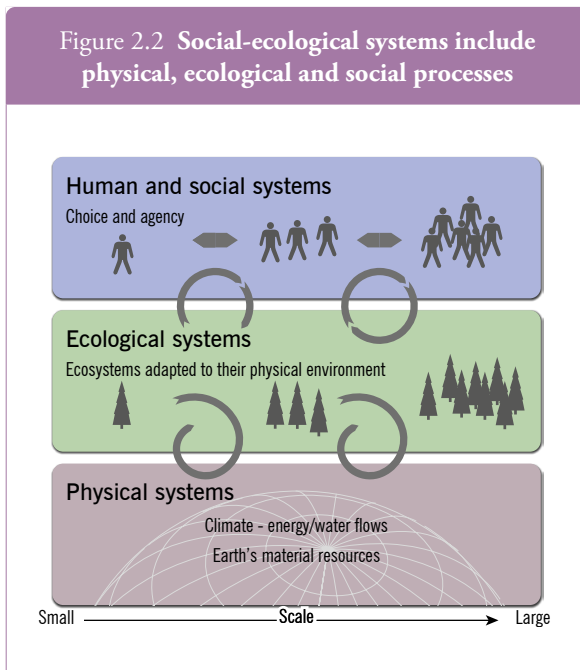 Figure 2.2 Social-ecological systems include
physical, ecological and social processes
Human and social systems
Choice and agency
Ecological systems
Ecosystems adapted to their physical environment
Physical systems
Climate - energy/water flows
Earth's material resources
Small Scale Large